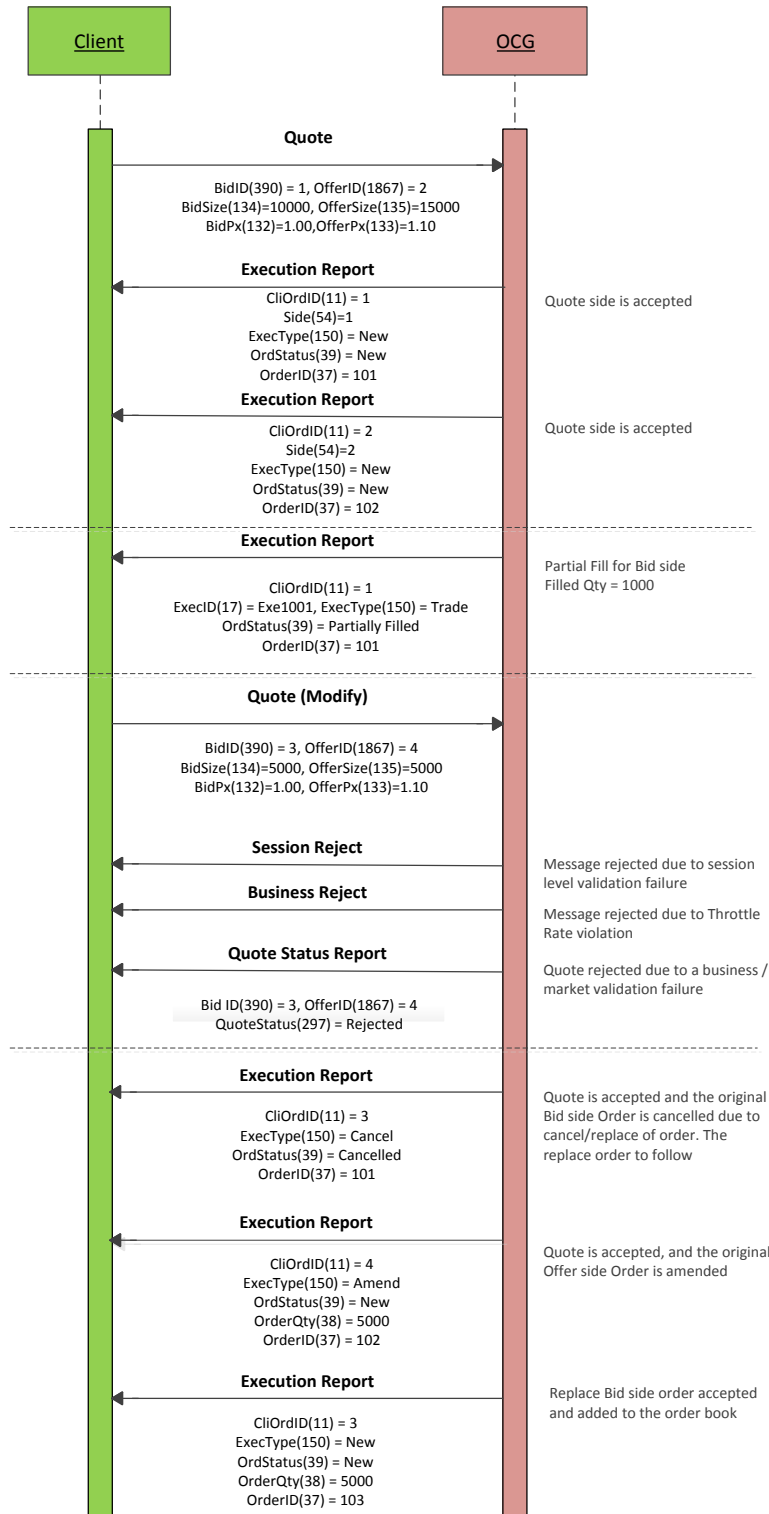 Client
OCG
Quote
BidID(390) = 1, OfferID(1867) = 2
BidSize(134)=10000, OfferSize(135)=15000
BidPx(132)=1.00,OfferPx(133)=1.10
Execution Report
CliOrdID(11) = 1
Side(54)=1
ExecType(150) = New
OrdStatus(39) = New
OrderID(37) = 101
Quote side is accepted
Execution Report
CliOrdID(11) = 2
Side(54)=2
ExecType(150) = New
OrdStatus(39) = New
OrderID(37) = 102
Quote side is accepted
Execution Report
CliOrdID(11) = 1
ExecID(17) = Exe1001, ExecType(150) = Trade
OrdStatus(39) = Partially Filled
OrderID(37) = 101
Partial Fill for Bid side
Filled Qty = 1000
Quote (Modify)
BidID(390) = 3, OfferID(1867) = 4
BidSize(134)=5000, OfferSize(135)=5000
BidPx(132)=1.00, OfferPx(133)=1.10
Session Reject
Message rejected due to session
level validation failure
Business Reject
Message rejected due to Throttle
Rate violation
Quote Status Report
Bid ID(390) = 3, OfferID(1867) = 4
QuoteStatus(297) = Rejected
Quote rejected due to a business /
market validation failure
Execution Report
CliOrdID(11) = 3
ExecType(150) = Cancel
OrdStatus(39) = Cancelled
OrderID(37) = 101
Quote is accepted and the original
Bid side Order is cancelled due to
cancel/replace of order. The
replace order to follow
Execution Report
CliOrdID(11) = 4
ExecType(150) = Amend
OrdStatus(39) = New
OrderQty(38) = 5000
OrderID(37) = 102
Quote is accepted, and the original
Offer side Order is amended
Execution Report
CliOrdID(11) = 3
ExecType(150) = New
OrdStatus(39) = New
OrderQty(38) = 5000
OrderID(37) = 103
Replace Bid side order accepted
and added to the order book